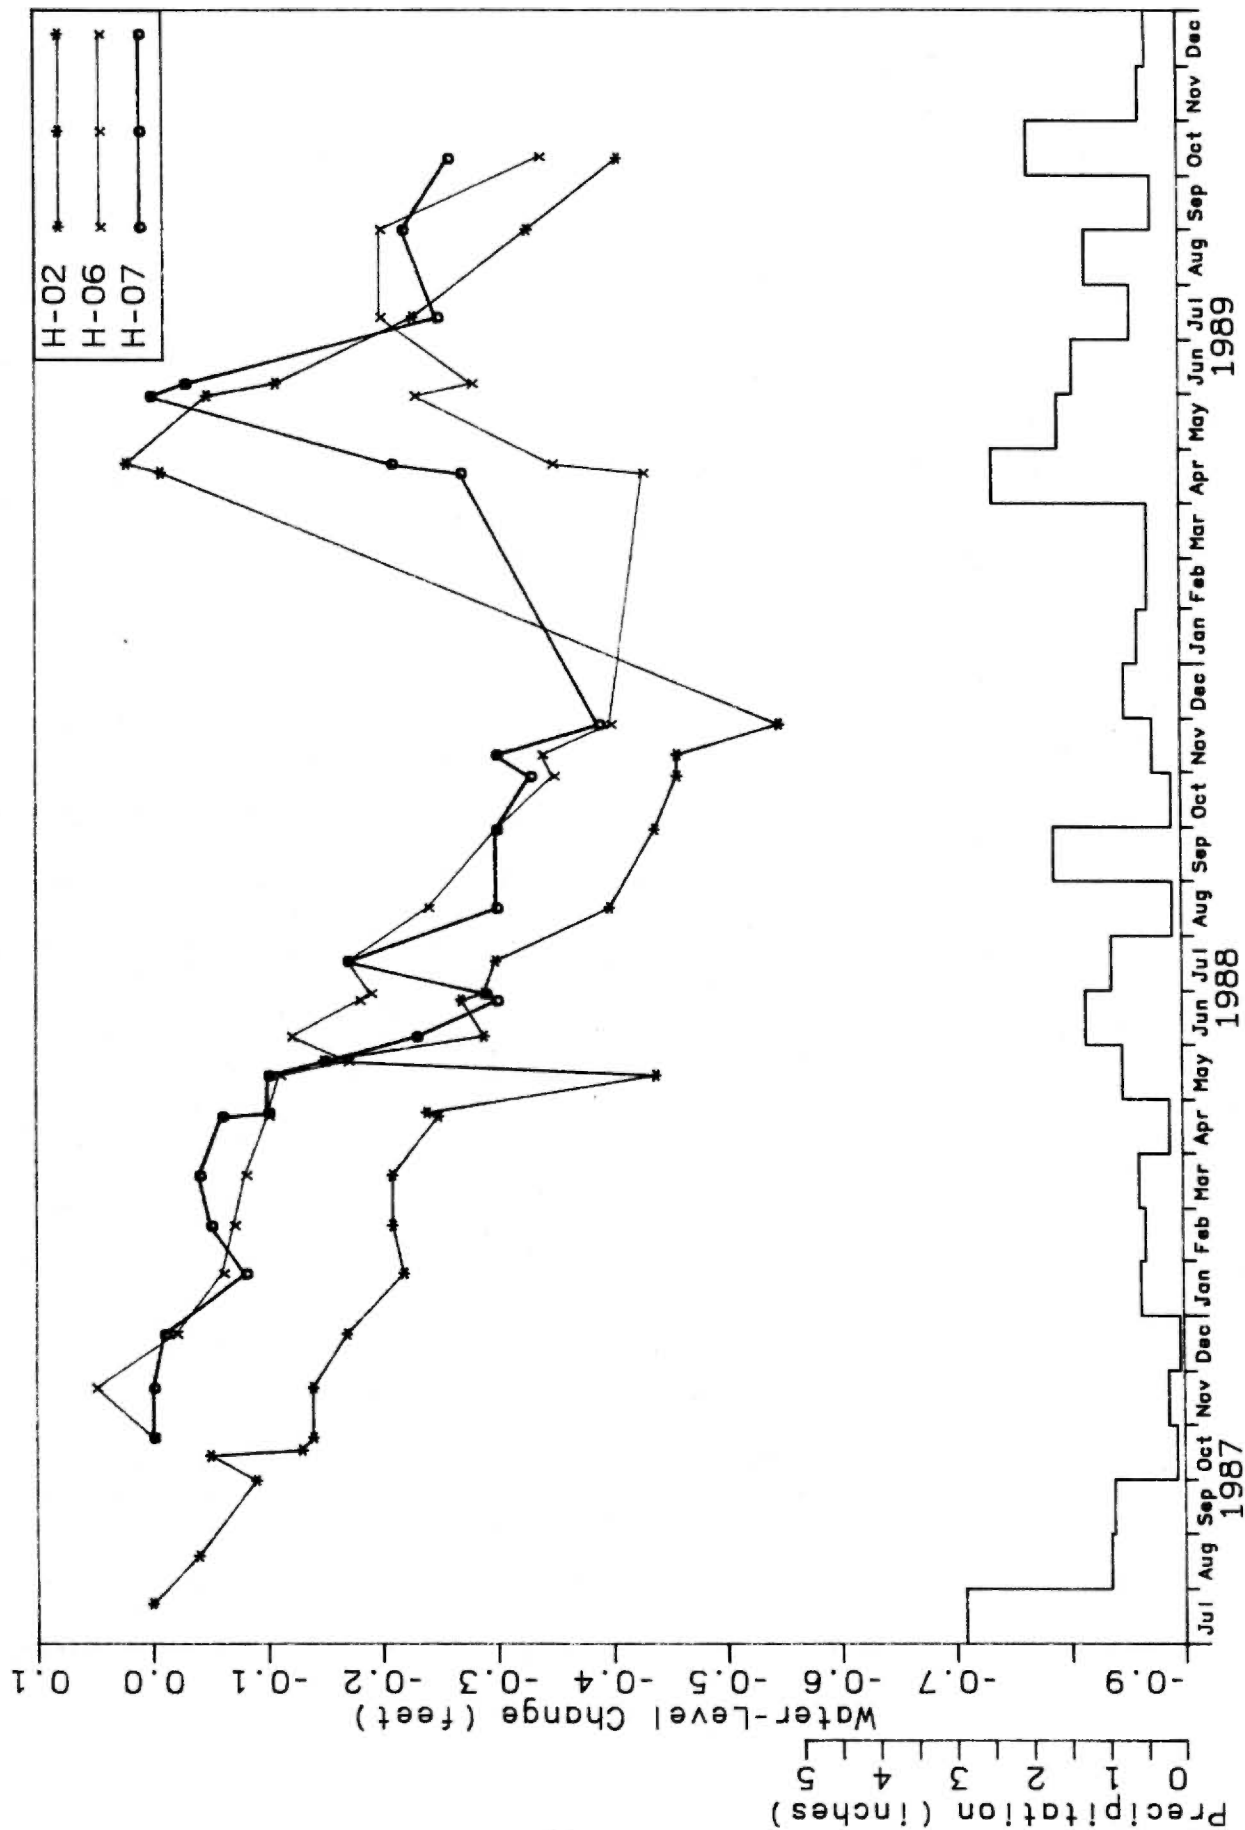 H-02
H-06
H-07
0.1
0.0
-0.1
-0.2
-0.3
-0.4
-0.5
-0.6
-0.7
-0.9
Water-Level Change (feet)
5
4
3
2
1
0
Precipitation (inches)
Jul Aug Sep Oct Nov Dec Jan Feb Mar Apr May Jun Jul Aug Sep Oct Nov Dec Jan Feb Mar Apr May Jun Jul Aug Sep Oct Nov Dec
1987 1988 1989